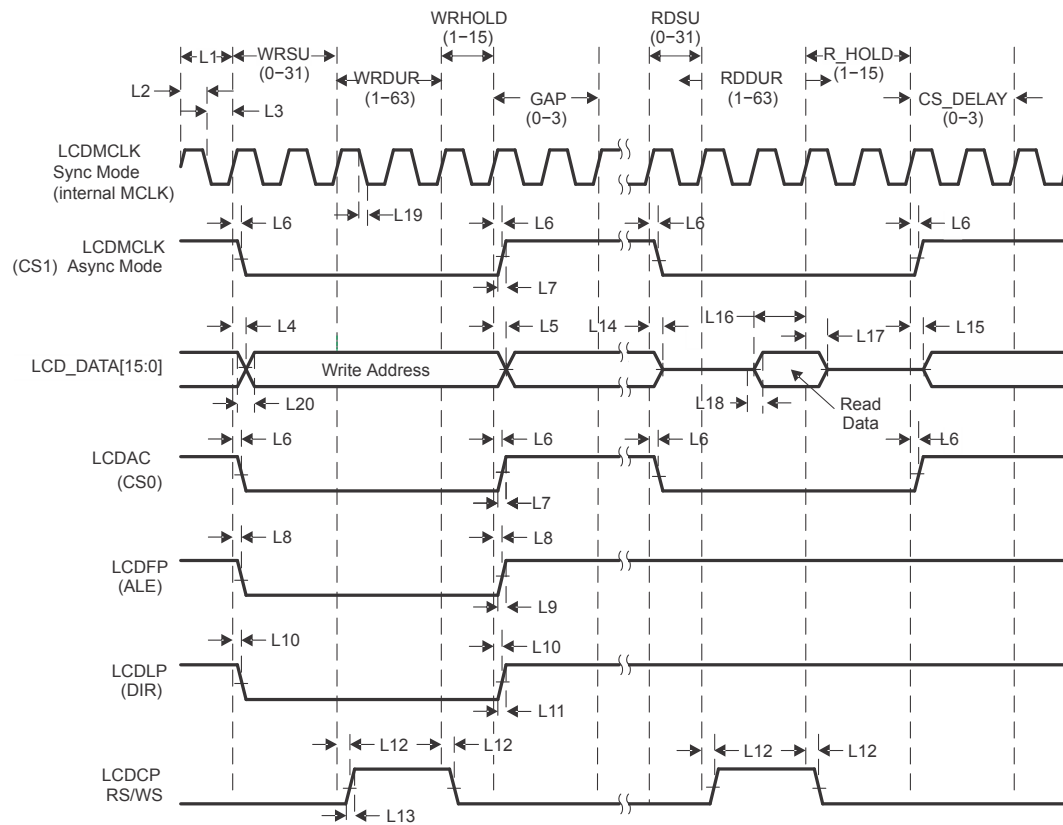 WRHOLD
(1−15)
RDSU
(0−31)
L1
WRSU
(0−31)
R_HOLD
(1−15)
L2
WRDUR
(1−63)
RDDUR
(1−63)
L3
GAP
(0−3)
CS_DELAY
(0−3)
LCDMCLK
Sync Mode
(internal MCLK)
L19
L6
L6
L6
L6
LCDMCLK
(CS1) Async Mode
L7
L4
L5
L14
L16
L17
L15
LCD_DATA[15:0]
Write Address
L20
L18
Read
Data
L6
L6
L6
L6
LCDAC
(CS0)
L7
L8
L8
LCDFP
(ALE)
L9
L10
L10
LCDLP
(DIR)
L11
L12
L12
L12
L12
LCDCP
RS/WS
L13